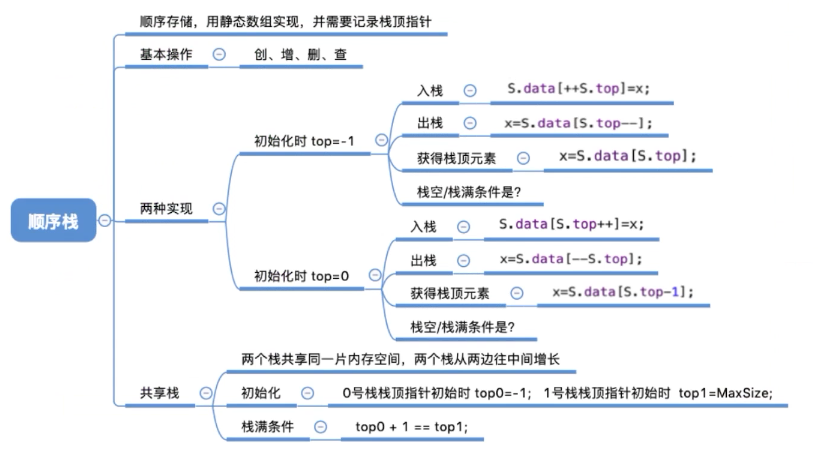 顺序存储，用静态数组实现，并需要记录栈顶指针
基本操作 创、增、删、查
顺序栈
两种实现
初始化时 top=-1
入栈 S.data[++S.top]=x;
出栈 x=S.data[S.top--];
获得栈顶元素 x=S.data[S.top];
栈空/栈满条件是?
初始化时 top=0
入栈 S.data[S.top++]=x;
出栈 x=S.data[--S.top];
获得栈顶元素 x=S.data[S.top-1];
栈空/栈满条件是?
共享栈
两个栈共享同一片内存空间，两个栈从两边往中间增长
初始化 0号栈栈顶指针初始时 top0=-1； 1号栈栈顶指针初始时 top1=MaxSize;
栈满条件 top0 + 1 == top1;